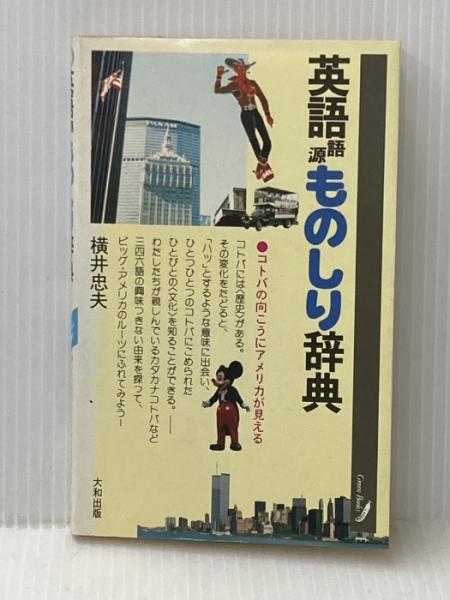 英語語源ものしり辞典
●コトバの向こうにアメリカが見える
コトバには〈歴史〉がある。
その変化をたどると、
「ハッ」とするような意味に出会い、
ひとつひとつのコトバにこめられた
ひとびとの〈文化〉を知ることができる。——
わたしたちが親しんでいるカタカナコトバなど
三四六語の興味つきない由来を探って、
ビッグ・アメリカのルーツにふれてみよう!
横井忠夫
大和出版
PAN AM
Green Books